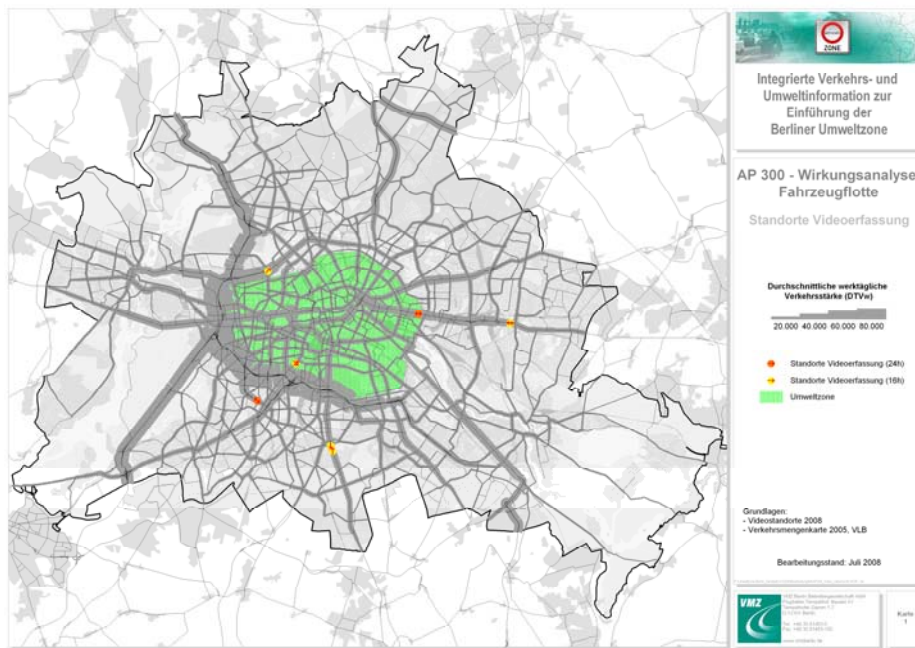 ZONE
Integrierte Verkehrs- und
Umweltinformation zur
Einführung der
Berliner Umweltzone
AP 300 - Wirkungsanalyse
Fahrzeugflotte
Standorte Videoerfassung
Durchschnittliche werktägliche
Verkehrsstärke (DTVw)
20.000 40.000 60.000 80.000
Standorte Videoerfassung (24h)
Standorte Videoerfassung (16h)
Umweltzone
Grundlagen:
- Videostandorte 2008
- Verkehrsmengenkarte 2005, VLB
Bearbeitungsstand: Juli 2008
VMZ
Karte
1